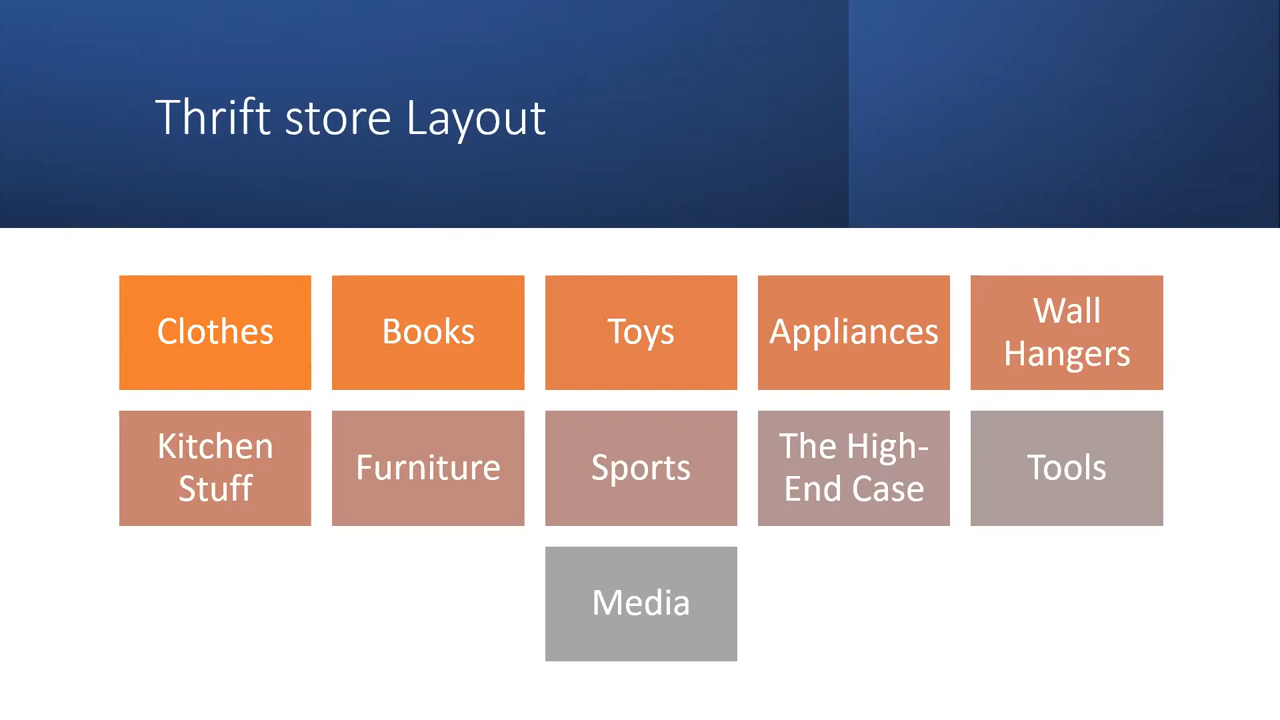 Thrift store Layout
Clothes
Books
Toys
Appliances
Wall
Hangers
Kitchen
Stuff
Furniture
Sports
The High-
End Case
Tools
Media